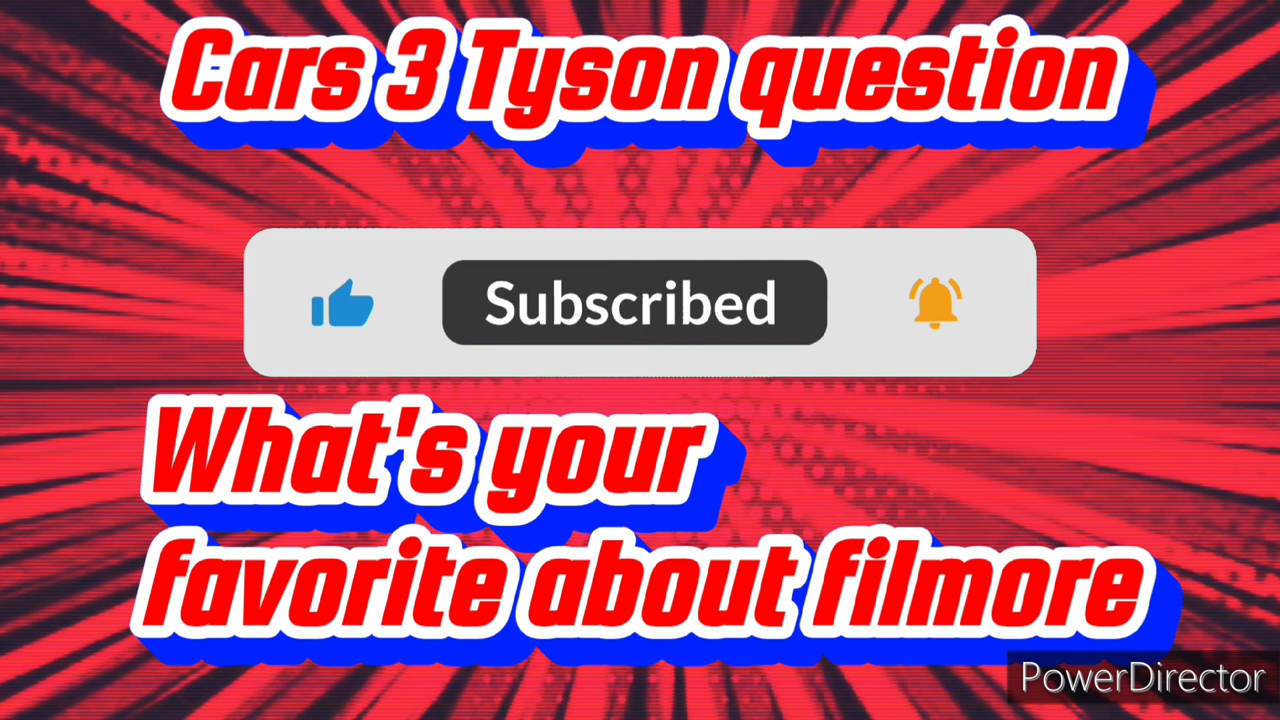 Cars 3 Tyson question
Subscribed
What's your
favorite about filmore
PowerDirector